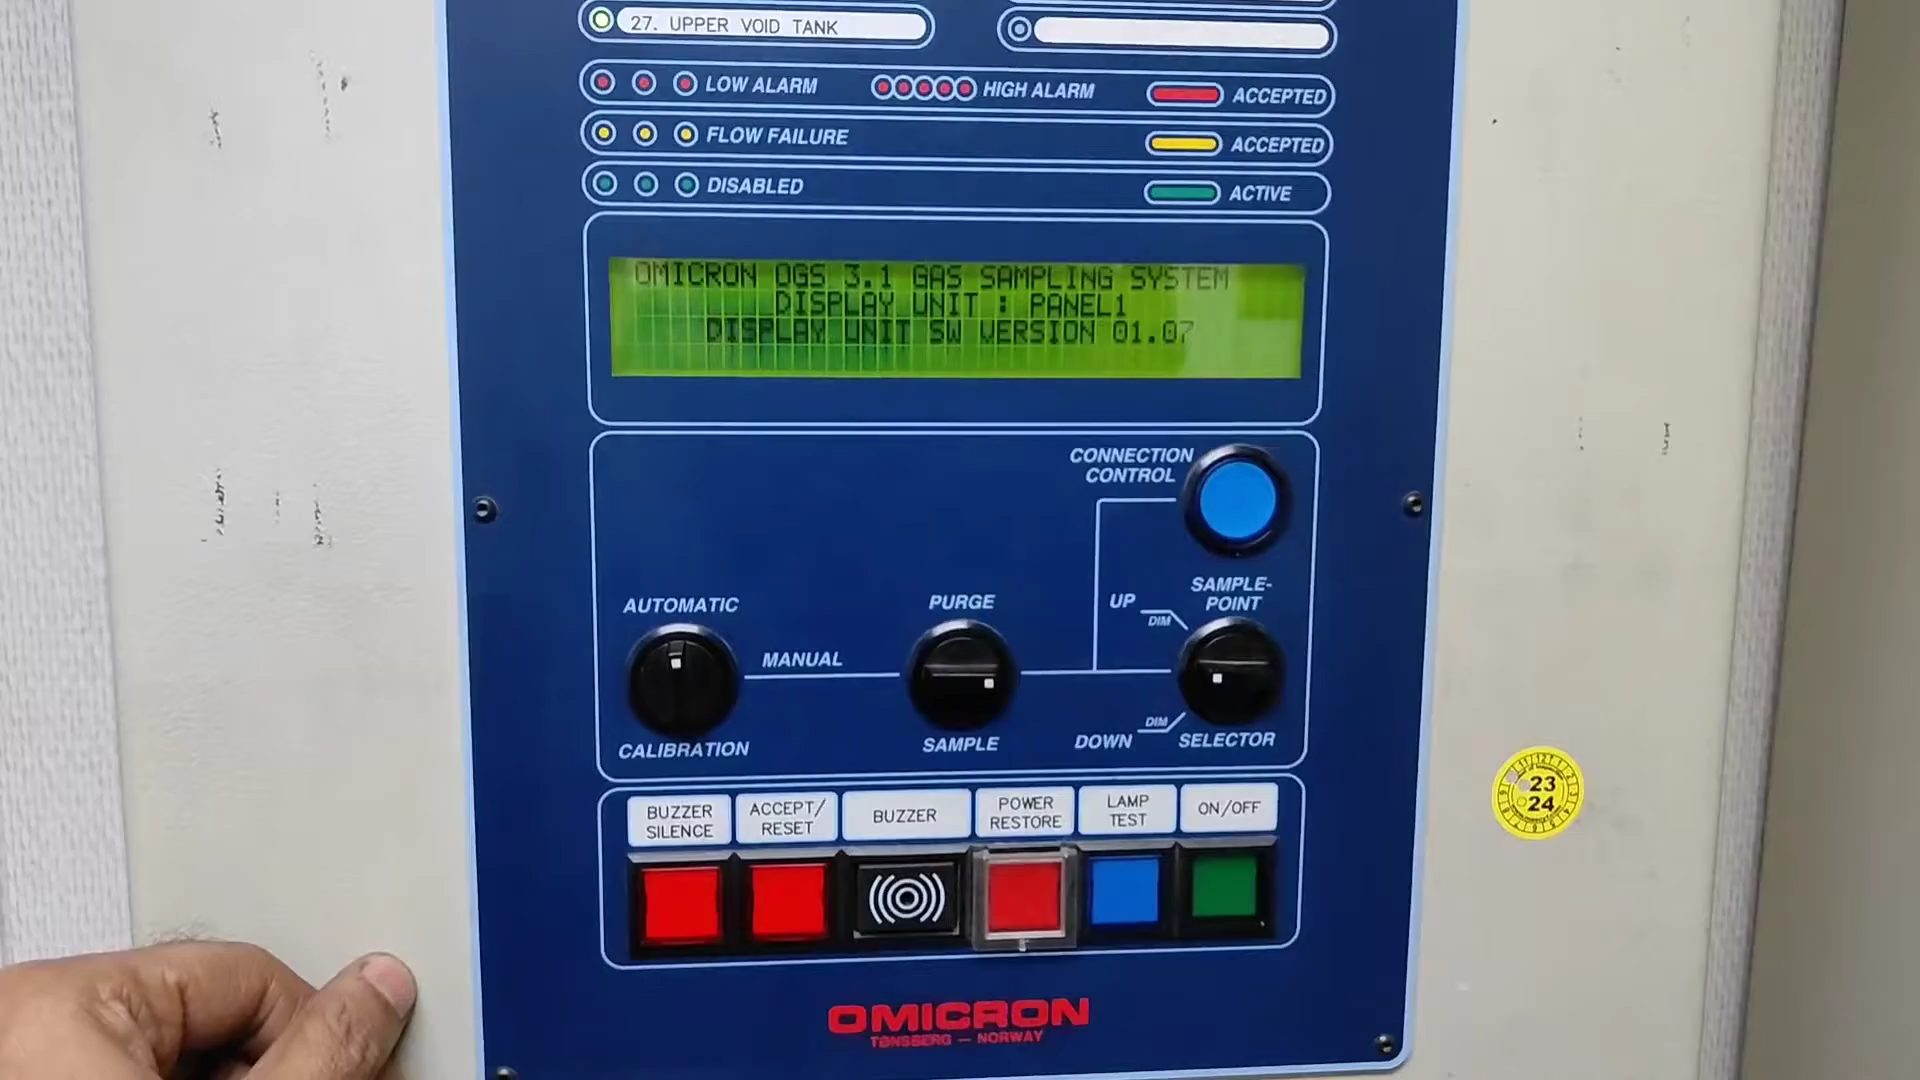 27. UPPER VOID TANK
LOW ALARM
HIGH ALARM
ACCEPTED
FLOW FAILURE
ACCEPTED
DISABLED
ACTIVE
OMICRON OGS 3.1 GAS SAMPLING SYSTEM
DISPLAY UNIT : PANEL1
DISPLAY UNIT SW VERSION 01.07
CONNECTION
CONTROL
AUTOMATIC
MANUAL
CALIBRATION
PURGE
SAMPLE
UP
DIM
SAMPLE-
POINT
DIM
DOWN
SELECTOR
BUZZER
SILENCE
ACCEPT/
RESET
BUZZER
POWER
RESTORE
LAMP
TEST
ON/OFF
23
24
OMICRON
TØNSBERG — NORWAY